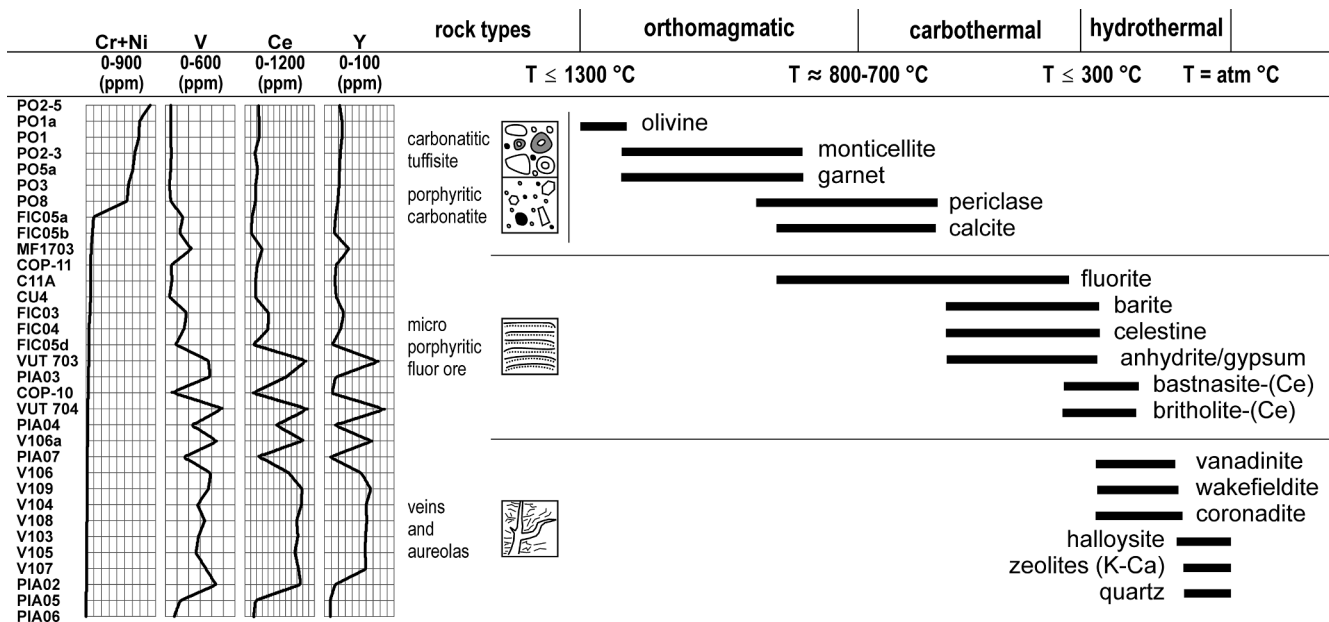 Cr+Ni V Ce Y rock types orthomagmatic carbothermal hydrothermal
0-900 0-600 0-1200 0-100
(ppm) (ppm) (ppm) (ppm)
T ≤ 1300 °C T ≈ 800-700 °C T ≤ 300 °C T = atm °C
PO2-5
PO1a
PO1
PO2-3
PO5a
PO3
PO8
FIC05a
FIC05b
MF1703
COP-11
C11A
CU4
FIC03
FIC04
FIC05d
VUT 703
PIA03
COP-10
VUT 704
PIA04
V106a
PIA07
V106
V109
V104
V108
V103
V105
V107
PIA02
PIA05
PIA06
carbonatitic
tuffisite
porphyritic
carbonatite
micro
porphyritic
fluor ore
veins
and
aureolas
olivine
monticellite
garnet
periclase
calcite
fluorite
barite
celestine
anhydrite/gypsum
bastnasite-(Ce)
britholite-(Ce)
vanadinite
wakefieldite
coronadite
halloysite
zeolites (K-Ca)
quartz